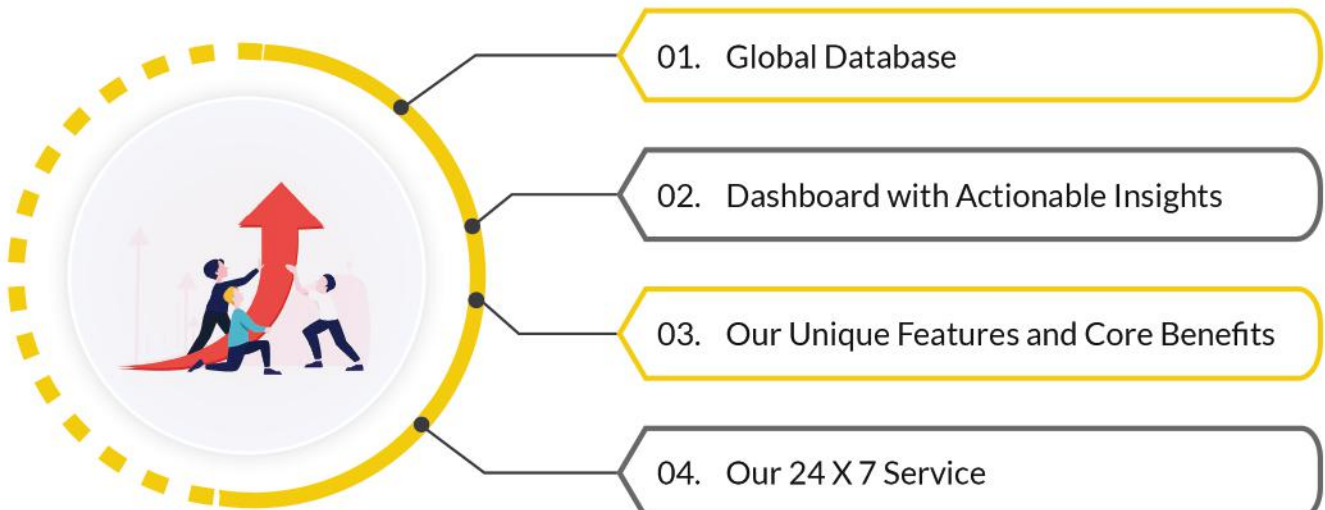 01. Global Database
02. Dashboard with Actionable Insights
03. Our Unique Features and Core Benefits
04. Our 24 X 7 Service